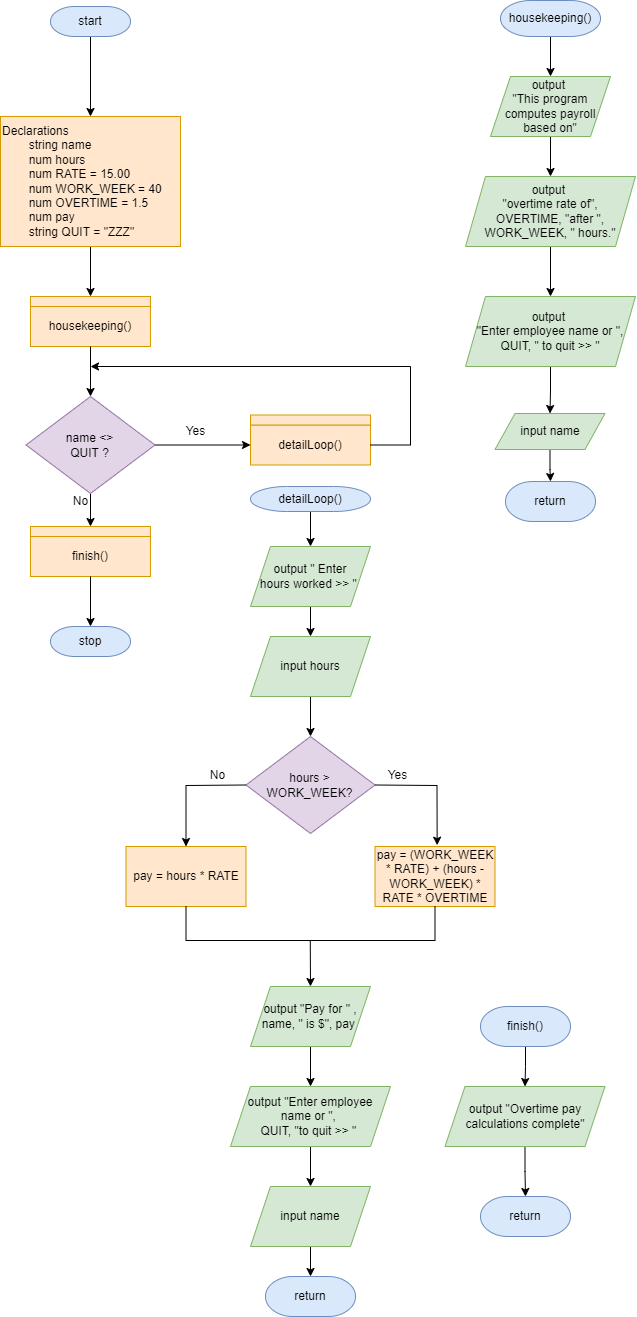 start
Declarations
string name
num hours
num RATE = 15.00
num WORK_WEEK = 40
num OVERTIME = 1.5
num pay
string QUIT = "ZZZ"
housekeeping()
name <>
QUIT ?
Yes
detailLoop()
No
finish()
stop
housekeeping()
output
"This program
computes payroll
based on"
output
"overtime rate of",
OVERTIME, "after ",
WORK_WEEK, " hours."
output
"Enter employee name or ",
QUIT, " to quit >> "
input name
return
detailLoop()
output " Enter
hours worked >> "
input hours
hours >
WORK_WEEK?
No
Yes
pay = hours * RATE
pay = (WORK_WEEK
* RATE) + (hours -
WORK_WEEK) *
RATE * OVERTIME
output "Pay for " ,
name, " is $", pay
output "Enter employee
name or ",
QUIT, "to quit >> "
input name
return
finish()
output "Overtime pay
calculations complete"
return